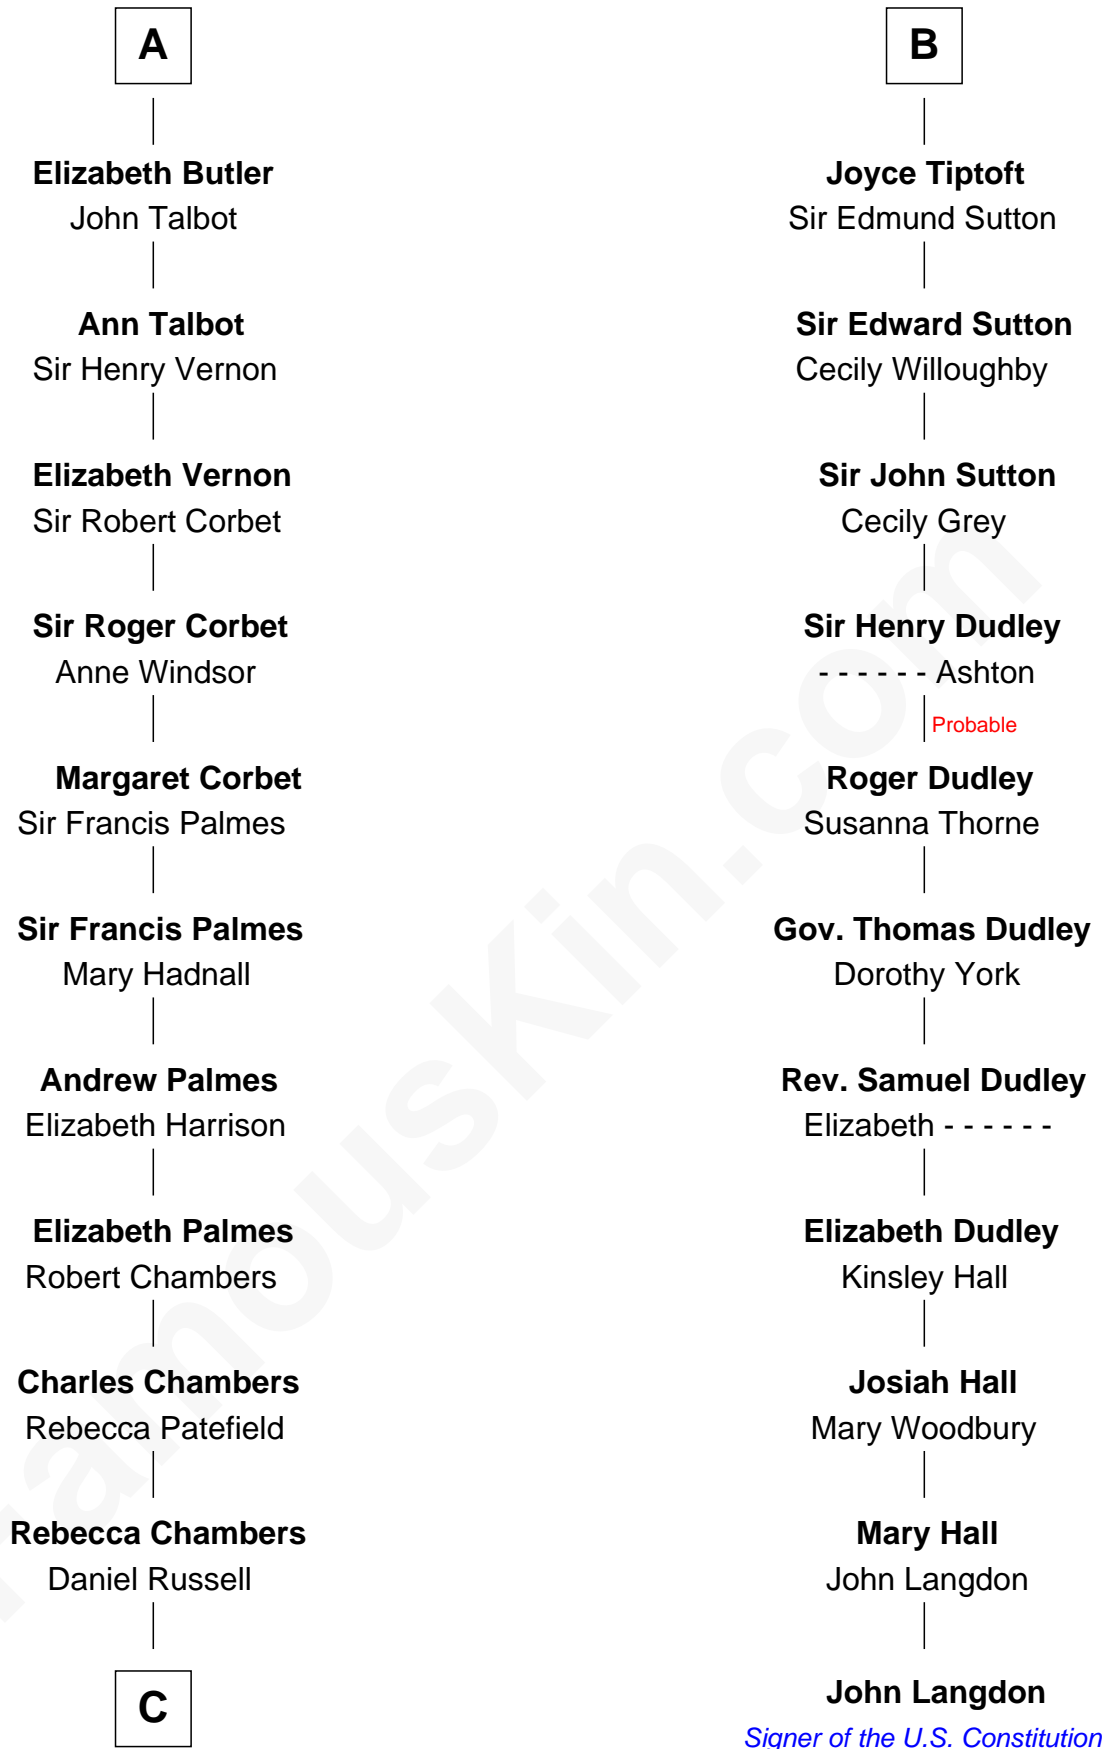 A
Elizabeth Butler
John Talbot
Ann Talbot
Sir Henry Vernon
Elizabeth Vernon
Sir Robert Corbet
Sir Roger Corbet
Anne Windsor
Margaret Corbet
Sir Francis Palmes
Sir Francis Palmes
Mary Hadnall
Andrew Palmes
Elizabeth Harrison
Elizabeth Palmes
Robert Chambers
Charles Chambers
Rebecca Patefield
Rebecca Chambers
Daniel Russell
C
B
Joyce Tiptoft
Sir Edmund Sutton
Sir Edward Sutton
Cecily Willoughby
Sir John Sutton
Cecily Grey
Sir Henry Dudley
- - - - - - Ashton
Probable
Roger Dudley
Susanna Thorne
Gov. Thomas Dudley
Dorothy York
Rev. Samuel Dudley
Elizabeth - - - - - -
Elizabeth Dudley
Kinsley Hall
Josiah Hall
Mary Woodbury
Mary Hall
John Langdon
John Langdon
Signer of the U.S. Constitution
FamousKin.com